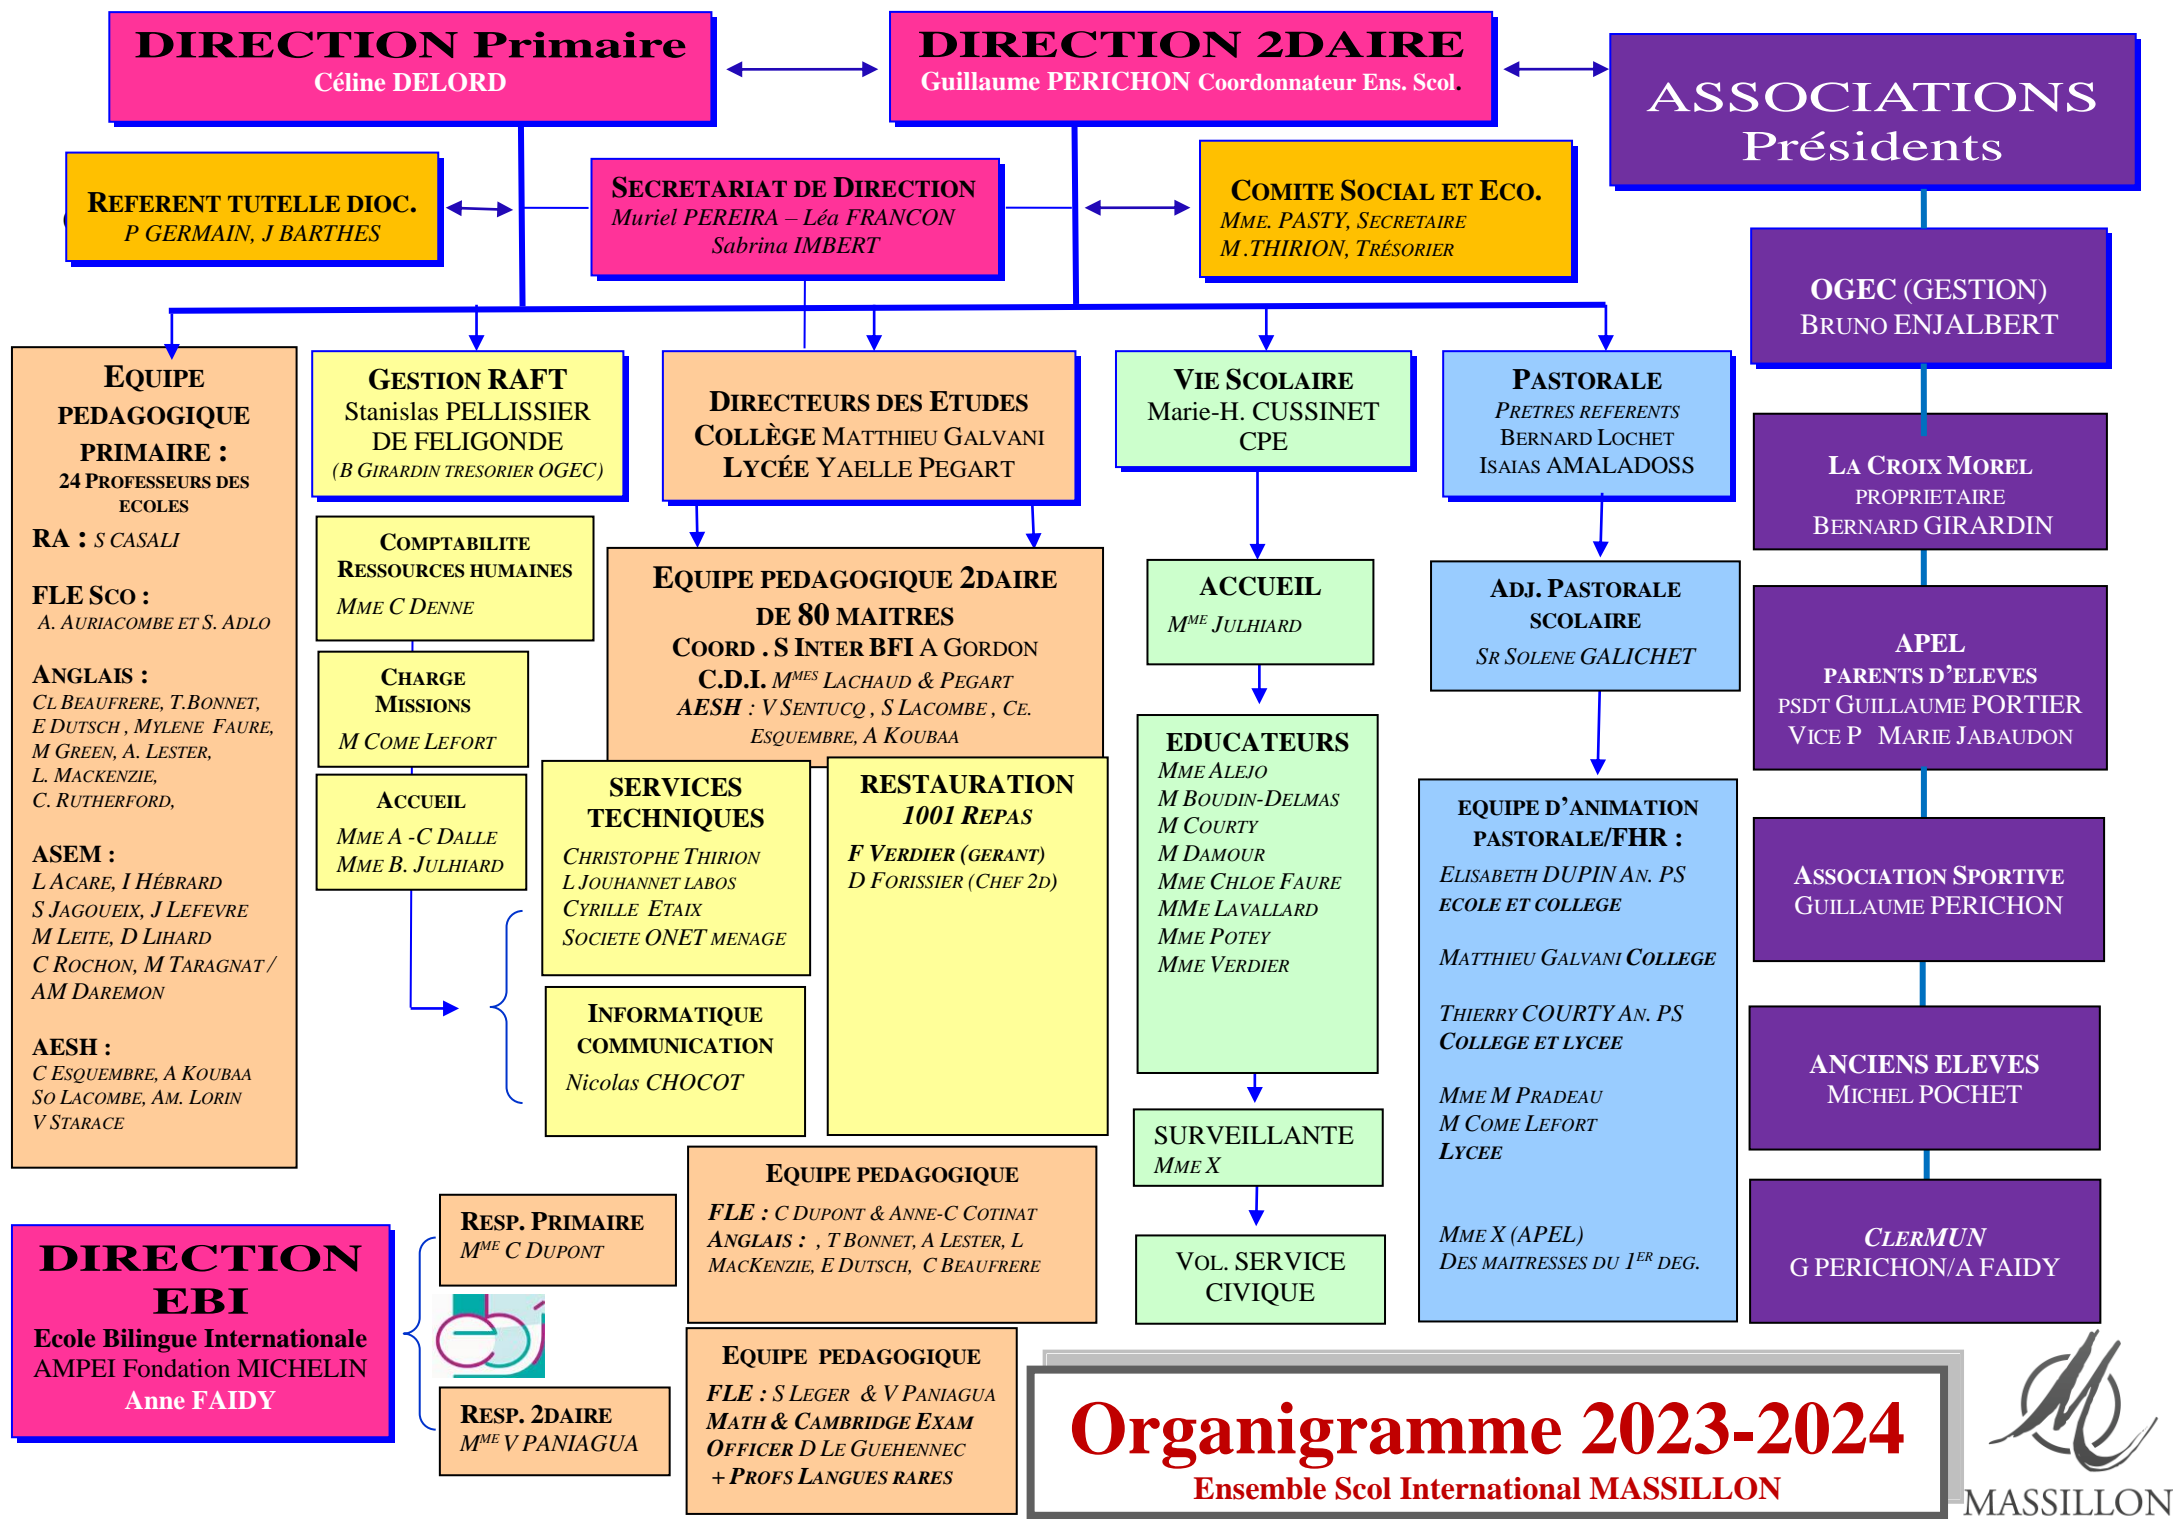 DIRECTION Primaire
Céline DELORD
DIRECTION 2DAIRE
Guillaume PERICHON Coordonnateur Ens. Scol.
ASSOCIATIONS
Présidents
REFERENT TUTELLE DIOC.
P GERMAIN, J BARTHES
SECRETARIAT DE DIRECTION
Muriel PEREIRA – Léa FRANCON
Sabrina IMBERT
COMITE SOCIAL ET ECO.
MME. PASTY, SECRETAIRE
M .THIRION, TRÉSORIER
OGEC (GESTION)
BRUNO ENJALBERT
EQUIPE
PEDAGOGIQUE
PRIMAIRE :
24 PROFESSEURS DES
ECOLES
RA : S CASALI
FLE SCO :
A. AURIACOMBE ET S. ADLO
ANGLAIS :
CL BEAUFRERE, T.BONNET,
E DUTSCH , MYLENE FAURE,
M GREEN, A. LESTER,
L. MACKENZIE,
C. RUTHERFORD,
ASEM :
L ACARE, I HÉBRARD
S JAGOUEIX, J LEFEVRE
M LEITE, D LIHARD
C ROCHON, M TARAGNAT /
AM DAREMON
AESH :
C ESQUEMBRE, A KOUBAA
SO LACOMBE, AM. LORIN
V STARACE
GESTION RAFT
Stanislas PELLISSIER
DE FELIGONDE
(B GIRARDIN TRESORIER OGEC)
COMPTABILITE
RESSOURCES HUMAINES
MME C DENNE
CHARGE
MISSIONS
M COME LEFORT
ACCUEIL
MME A -C DALLE
MME B. JULHIARD
DIRECTEURS DES ETUDES
COLLÈGE MATTHIEU GALVANI
LYCÉE YAELLE PEGART
EQUIPE PEDAGOGIQUE 2DAIRE
DE 80 MAITRES
COORD . S INTER BFI A GORDON
C.D.I. MMES LACHAUD & PEGART
AESH : V SENTUCQ , S LACOMBE , CE.
ESQUEMBRE, A KOUBAA
SERVICES
TECHNIQUES
CHRISTOPHE THIRION
L JOUHANNET LABOS
CYRILLE ETAIX
SOCIETE ONET MENAGE
INFORMATIQUE
COMMUNICATION
Nicolas CHOCOT
RESTAURATION
1001 REPAS
F VERDIER (GERANT)
D FORISSIER (CHEF 2D)
VIE SCOLAIRE
Marie-H. CUSSINET
CPE
ACCUEIL
MME JULHIARD
EDUCATEURS
MME ALEJO
M BOUDIN-DELMAS
M COURTY
M DAMOUR
MME CHLOE FAURE
MME LAVALLARD
MME POTEY
MME VERDIER
SURVEILLANTE
MME X
VOL. SERVICE
CIVIQUE
PASTORALE
PRETRES REFERENTS
BERNARD LOCHET
ISAIAS AMALADOSS
ADJ. PASTORALE
SCOLAIRE
SR SOLENE GALICHET
EQUIPE D’ANIMATION
PASTORALE/FHR :
ELISABETH DUPIN AN. PS
ECOLE ET COLLEGE
MATTHIEU GALVANI COLLEGE
THIERRY COURTY AN. PS
COLLEGE ET LYCEE
MME M PRADEAU
M COME LEFORT
LYCEE
MME X (APEL)
DES MAITRESSES DU 1ER DEG.
LA CROIX MOREL
PROPRIETAIRE
BERNARD GIRARDIN
APEL
PARENTS D’ELEVES
PSDT GUILLAUME PORTIER
VICE P MARIE JABAUDON
ASSOCIATION SPORTIVE
GUILLAUME PERICHON
ANCIENS ELEVES
MICHEL POCHET
CLERMUN
G PERICHON/A FAIDY
DIRECTION
EBI
Ecole Bilingue Internationale
AMPEI Fondation MICHELIN
Anne FAIDY
RESP. PRIMAIRE
MME C DUPONT
RESP. 2DAIRE
MME V PANIAGUA
EQUIPE PEDAGOGIQUE
FLE : C DUPONT & ANNE-C COTINAT
ANGLAIS : , T BONNET, A LESTER, L
MACKENZIE, E DUTSCH, C BEAUFRERE
EQUIPE PEDAGOGIQUE
FLE : S LEGER & V PANIAGUA
MATH & CAMBRIDGE EXAM
OFFICER D LE GUEHENNEC
+ PROFS LANGUES RARES
Organigramme 2023-2024
Ensemble Scol International MASSILLON
MASSILLON